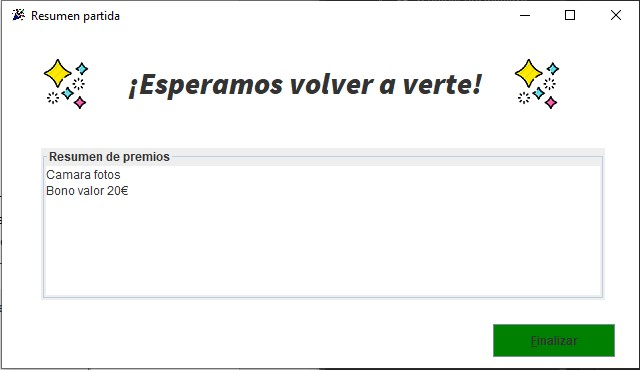 Resumen partida
¡Esperamos volver a verte!
Resumen de premios
Camara fotos
Bono valor 20€
Finalizar